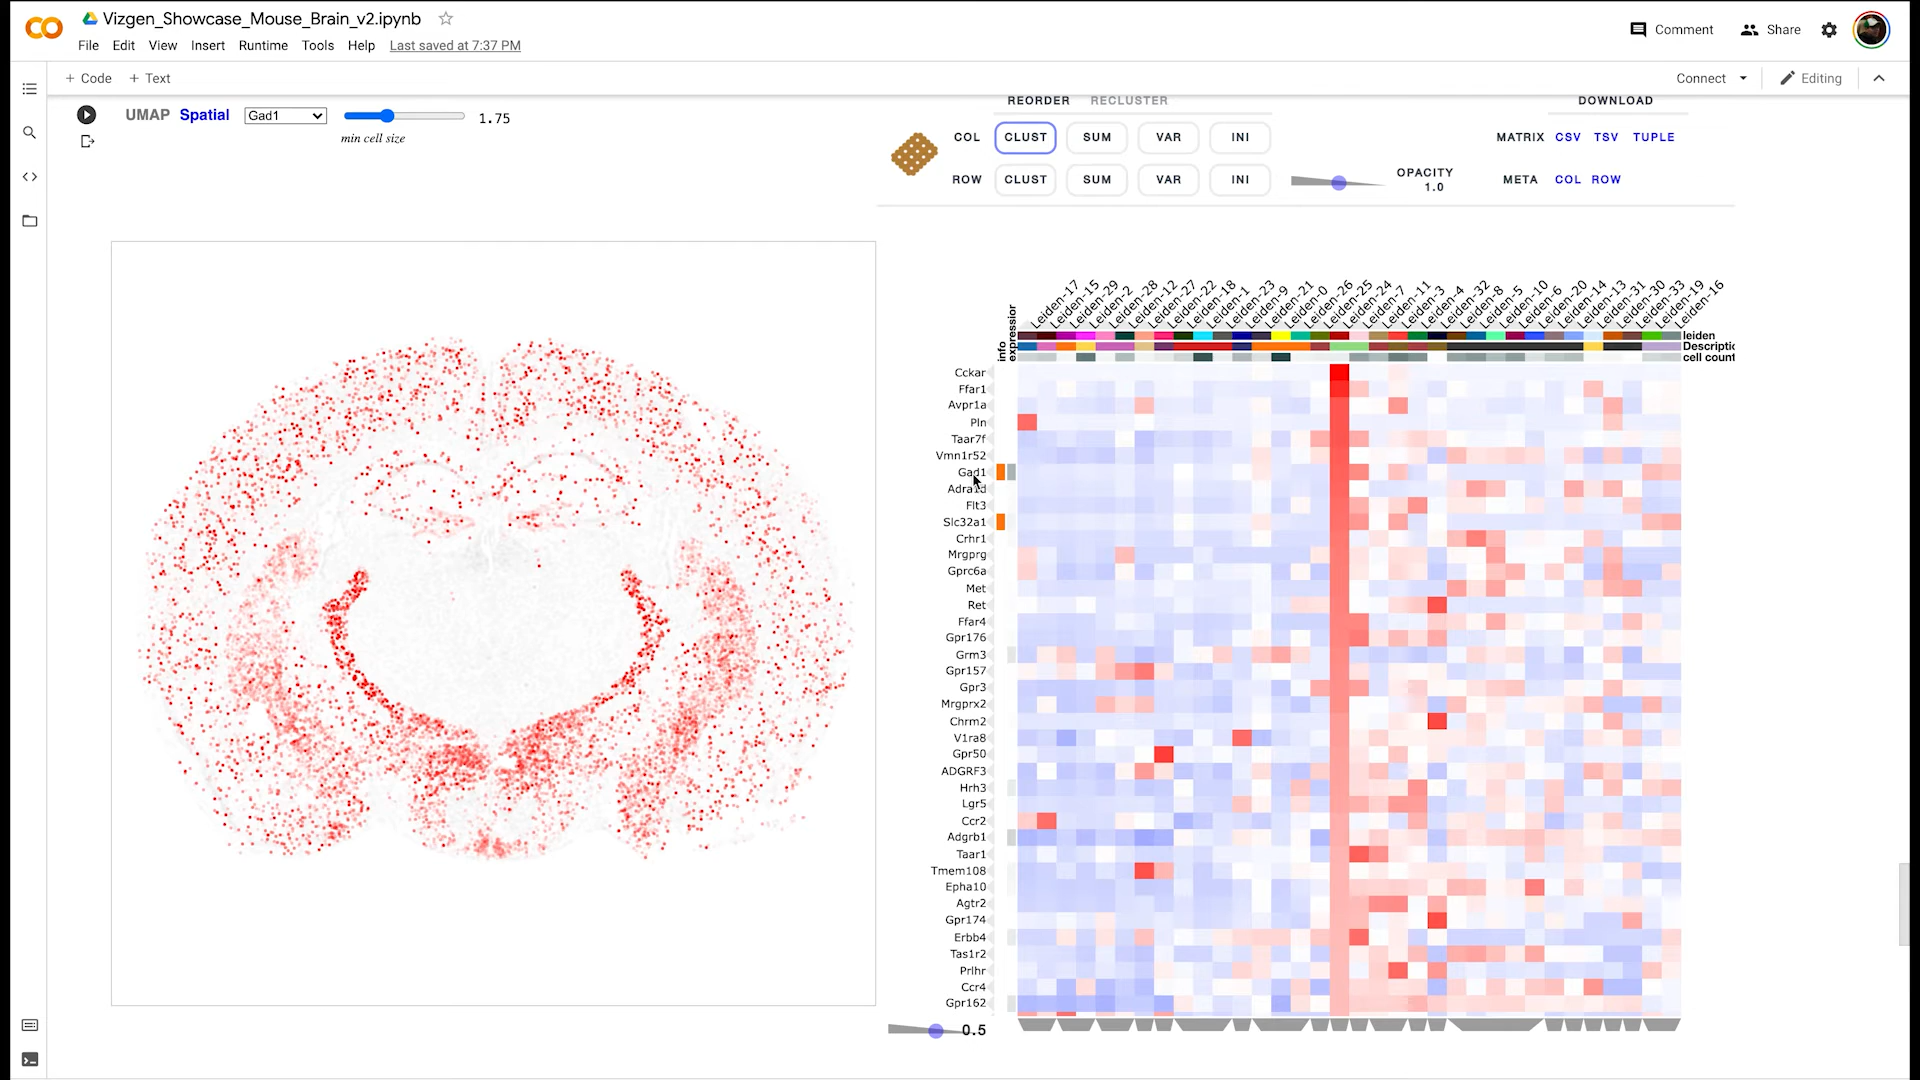 Vizgen_Showcase_Mouse_Brain_v2.ipynb
File Edit View Insert Runtime Tools Help Last saved at 7:37 PM
Comment Share
+ Code + Text
Connect Editing
UMAP Spatial Gad1 1.75
min cell size
REORDER RECLUSTER DOWNLOAD
COL CLUST SUM VAR INI MATRIX CSV TSV TUPLE
ROW CLUST SUM VAR INI OPACITY 1.0 META COL ROW
Leiden-17
Leiden-15
Leiden-29
Leiden-2
Leiden-28
Leiden-12
Leiden-27
Leiden-22
Leiden-18
Leiden-1
Leiden-23
Leiden-9
Leiden-21
Leiden-0
Leiden-26
Leiden-25
Leiden-24
Leiden-7
Leiden-11
Leiden-3
Leiden-4
Leiden-32
Leiden-8
Leiden-5
Leiden-10
Leiden-6
Leiden-20
Leiden-14
Leiden-13
Leiden-31
Leiden-30
Leiden-33
Leiden-19
Leiden-16
info
expression
leiden
Descriptic
cell count
Cckar
Ffar1
Avpr1a
Pln
Taar7f
Vmn1r52
Gad1
Adra1d
Flt3
Slc32a1
Crhr1
Mrgprg
Gprc6a
Met
Ret
Ffar4
Gpr176
Grm3
Gpr157
Gpr3
Mrgprx2
Chrm2
V1ra8
Gpr50
ADGRF3
Hrh3
Lgr5
Ccr2
Adgrb1
Taar1
Tmem108
Epha10
Agtr2
Gpr174
Erbb4
Tas1r2
Prlhr
Ccr4
Gpr162
0.5